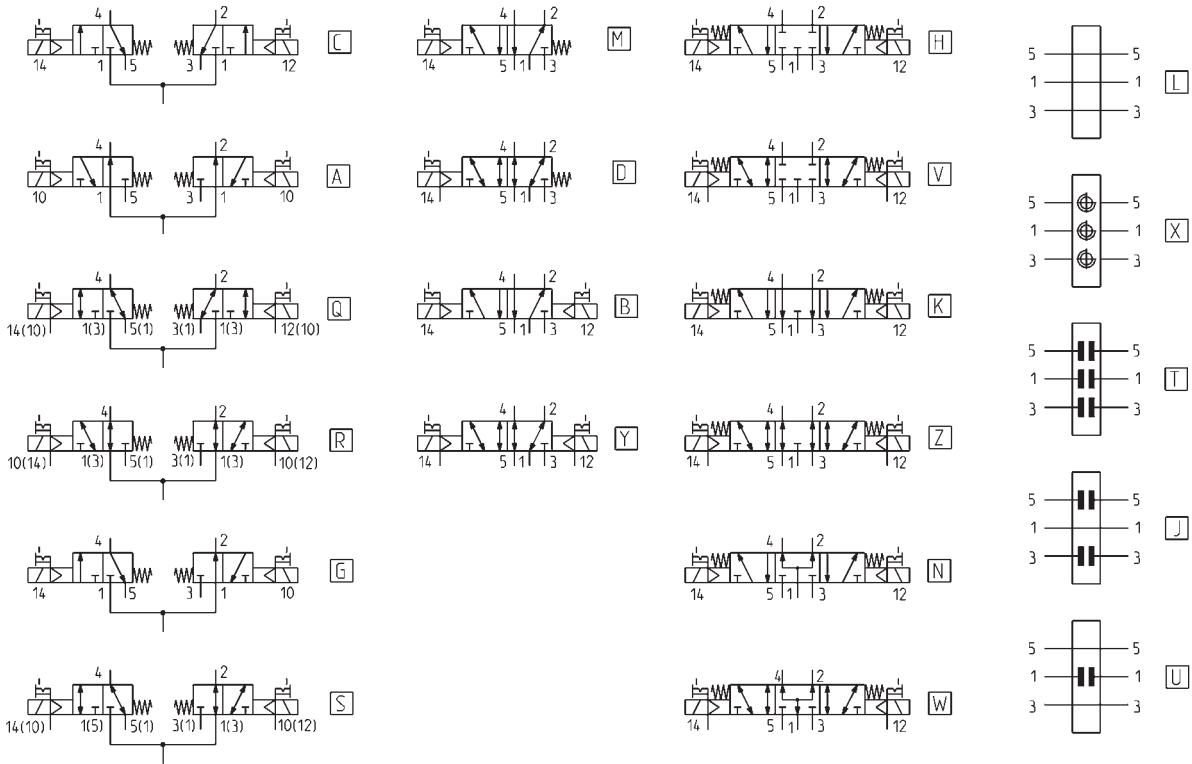 4 2 C
14 1 5 3 1 12
4 2 M
14 5 1 3
4 2 H
14 5 1 3 12
5 5
1 1 L
3 3
4 2 A
10 1 5 3 1 10
4 2 D
14 5 1 3
4 2 V
14 5 1 3 12
5 5
1 1 X
3 3
4 2 Q
14(10) 1(3) 5(1) 3(1) 1(3) 12(10)
4 2 B
14 5 1 3 12
4 2 K
14 5 1 3 12
5 5
1 1 T
3 3
4 2 R
10(14) 1(3) 5(1) 3(1) 1(3) 10(12)
4 2 Y
14 5 1 3 12
4 2 Z
14 5 1 3 12
5 5
1 1 J
3 3
4 2 G
14 1 5 3 1 10
4 2 N
14 5 1 3 12
5 5
1 1 U
3 3
4 2 S
14(10) 1(5) 5(1) 3(1) 1(3) 10(12)
4 2 W
14 5 1 3 12